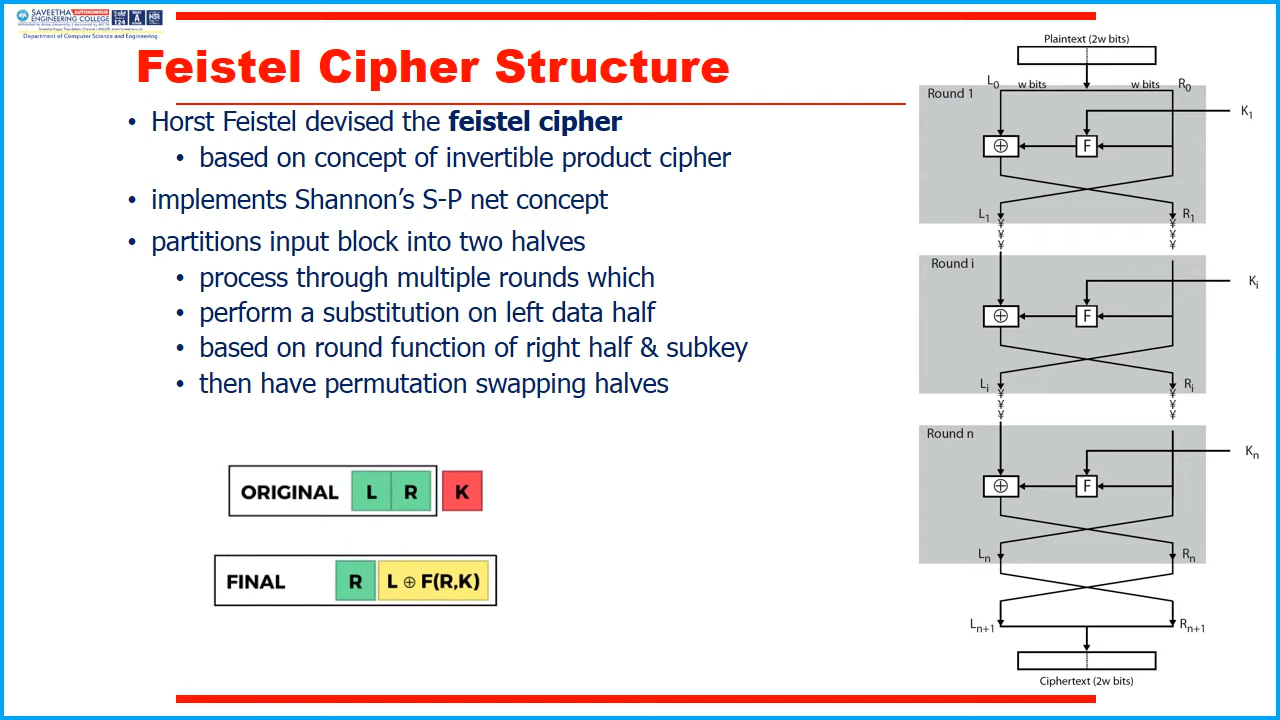 SAVEETHA AUTONOMOUS
ENGINEERING COLLEGE
Department of Computer Science and Engineering
Feistel Cipher Structure
• Horst Feistel devised the feistel cipher
• based on concept of invertible product cipher
• implements Shannon's S-P net concept
• partitions input block into two halves
• process through multiple rounds which
• perform a substitution on left data half
• based on round function of right half & subkey
• then have permutation swapping halves
ORIGINAL L R K
FINAL R L ⊕ F(R,K)
Plaintext (2w bits)
L0 w bits w bits R0
Round 1
K1
⊕ F
L1 R1
¥ ¥
¥ ¥
¥ ¥
Round i
Ki
⊕ F
Li Ri
¥ ¥
¥ ¥
¥ ¥
Round n
Kn
⊕ F
Ln Rn
Ln+1 Rn+1
Ciphertext (2w bits)